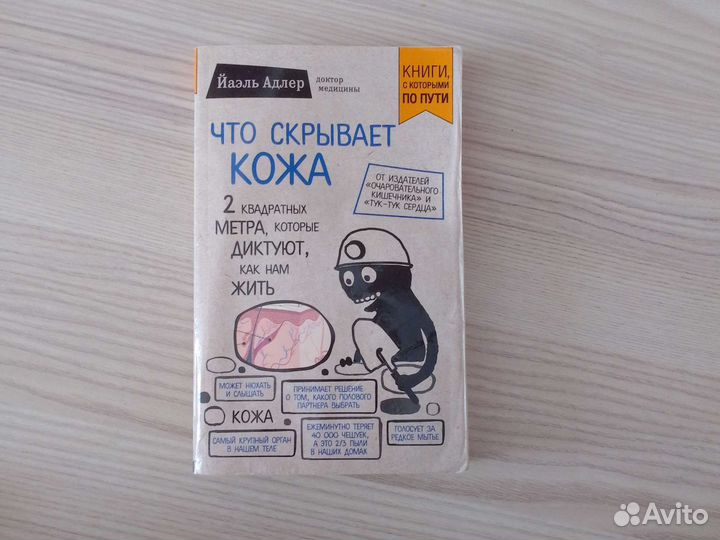 Йаэль Адлер
доктор
медицины
КНИГИ,
С КОТОРЫМИ
ПО ПУТИ
ЧТО СКРЫВАЕТ
КОЖА
ОТ ИЗДАТЕЛЕЙ
«ОЧАРОВАТЕЛЬНОГО
КИШЕЧНИКА» И
«ТУК-ТУК СЕРДЦА»
2 КВАДРАТНЫХ
МЕТРА, КОТОРЫЕ
ДИКТУЮТ,
КАК НАМ
ЖИТЬ
МОЖЕТ НЮХАТЬ
И СЛЫШАТЬ
ПРИНИМАЕТ РЕШЕНИЕ
О ТОМ, КАКОГО ПОЛОВОГО
ПАРТНЕРА ВЫБРАТЬ
КОЖА
САМЫЙ КРУПНЫЙ ОРГАН
В НАШЕМ ТЕЛЕ
ЕЖЕМИНУТНО ТЕРЯЕТ
40 000 ЧЕШУЕК,
А ЭТО 2/3 ПЫЛИ
В НАШИХ ДОМАХ
ГОЛОСУЕТ ЗА
РЕДКОЕ МЫТЬЕ
Avito